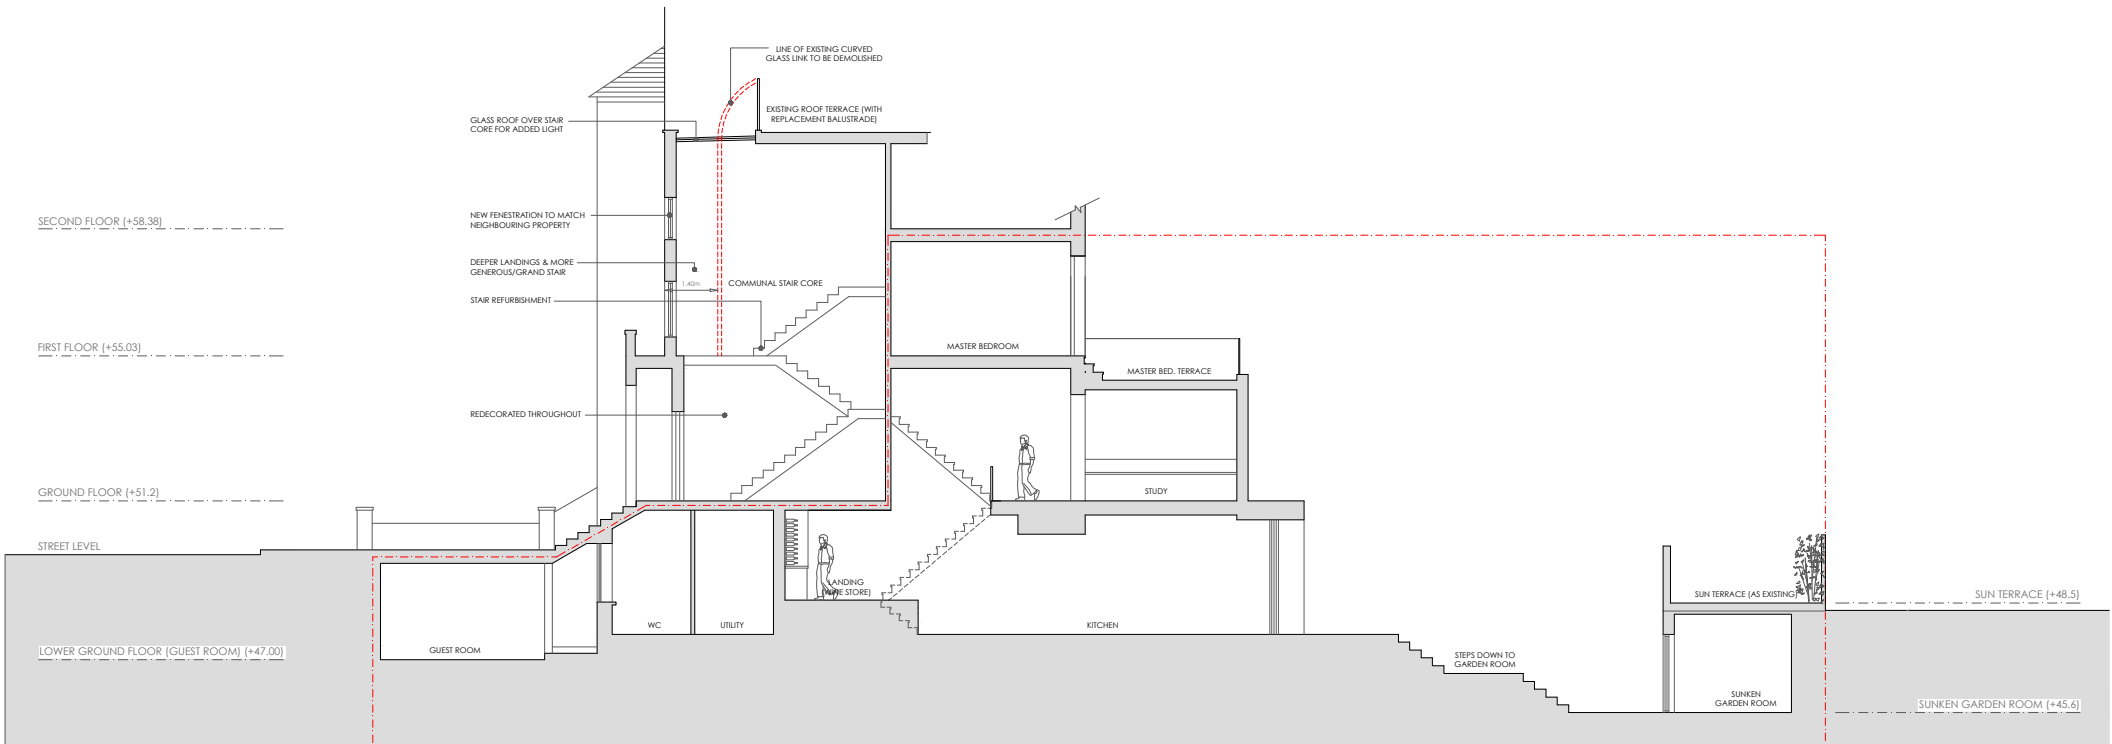 LINE OF EXISTING CURVED
GLASS LINK TO BE DEMOLISHED
EXISTING ROOF TERRACE (WITH
REPLACEMENT BALUSTRADE)
GLASS ROOF OVER STAIR
CORE FOR ADDED LIGHT
SECOND FLOOR (+58.38)
NEW FENESTRATION TO MATCH
NEIGHBOURING PROPERTY
DEEPER LANDINGS & MORE
GENEROUS/GRAND STAIR
1.40m
COMMUNAL STAIR CORE
STAIR REFURBISHMENT
FIRST FLOOR (+55.03)
MASTER BEDROOM
MASTER BED. TERRACE
REDECORATED THROUGHOUT
GROUND FLOOR (+51.2)
STUDY
STREET LEVEL
LANDING
(WINE STORE)
SUN TERRACE (AS EXISTING)
SUN TERRACE (+48.5)
WC
UTILITY
KITCHEN
GUEST ROOM
LOWER GROUND FLOOR (GUEST ROOM) (+47.00)
STEPS DOWN TO
GARDEN ROOM
SUNKEN
GARDEN ROOM
SUNKEN GARDEN ROOM (+45.6)